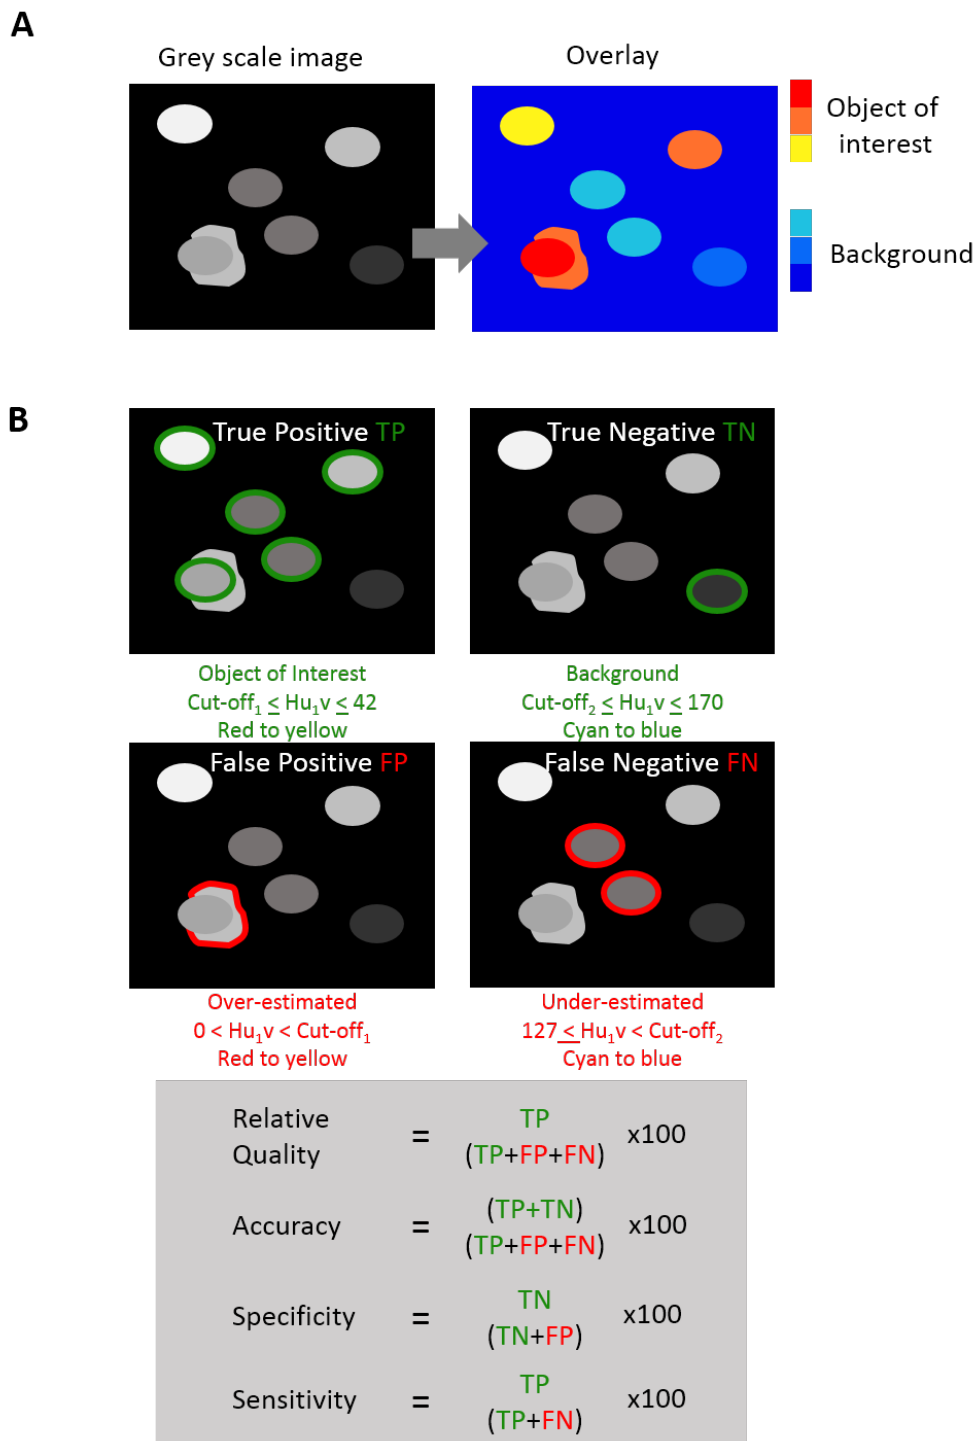 A
Grey scale image
Overlay
Object of
interest
Background
B
True Positive TP
True Negative TN
Object of Interest
Cut-off₁ ≤ Hu₁v ≤ 42
Red to yellow
Background
Cut-off₂ ≤ Hu₁v ≤ 170
Cyan to blue
False Positive FP
False Negative FN
Over-estimated
0 < Hu₁v < Cut-off₁
Red to yellow
Under-estimated
127 ≤ Hu₁v < Cut-off₂
Cyan to blue
Relative
Quality
=
TP
(TP+FP+FN)
x100
Accuracy
=
(TP+TN)
(TP+FP+FN)
x100
Specificity
=
TN
(TN+FP)
x100
Sensitivity
=
TP
(TP+FN)
x100